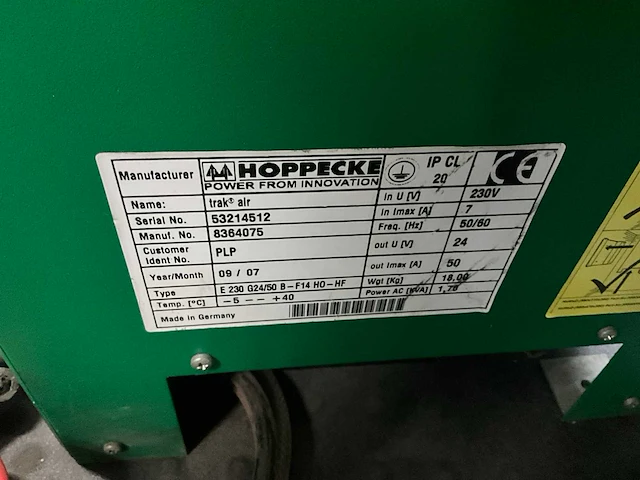 Manufacturer HOPPECKE IP CL CE
POWER FROM INNOVATION 20
Name: trak® air In U [V] 230V
Serial No. 53214512 In Imax [A] 7
Manuf. No. 8364075 Freq. [Hz] 50/60
Customer Ident No. PLP out U [V] 24
Year/Month 09 / 07 out Imax [A] 50
Type E 230 G24/50 B-F14 HO-HF Wgt [Kg] 18.00
Temp. [°C] -5 -- +40 Power AC [kVA] 1,78
Made in Germany